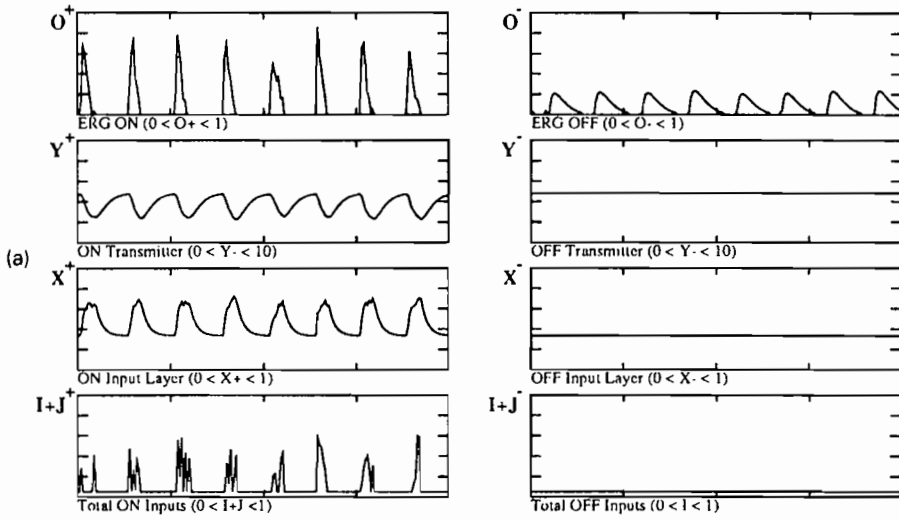 O+ O-
ERG ON (0 < O+ < 1) ERG OFF (0 < O- < 1)
Y+ Y-
ON Transmitter (0 < Y- < 10) OFF Transmitter (0 < Y- < 10)
(a)
X+ X-
ON Input Layer (0 < X+ < 1) OFF Input Layer (0 < X- < 1)
I+J+ I+J-
Total ON Inputs (0 < I+J <1) Total OFF Inputs (0 < I < 1)